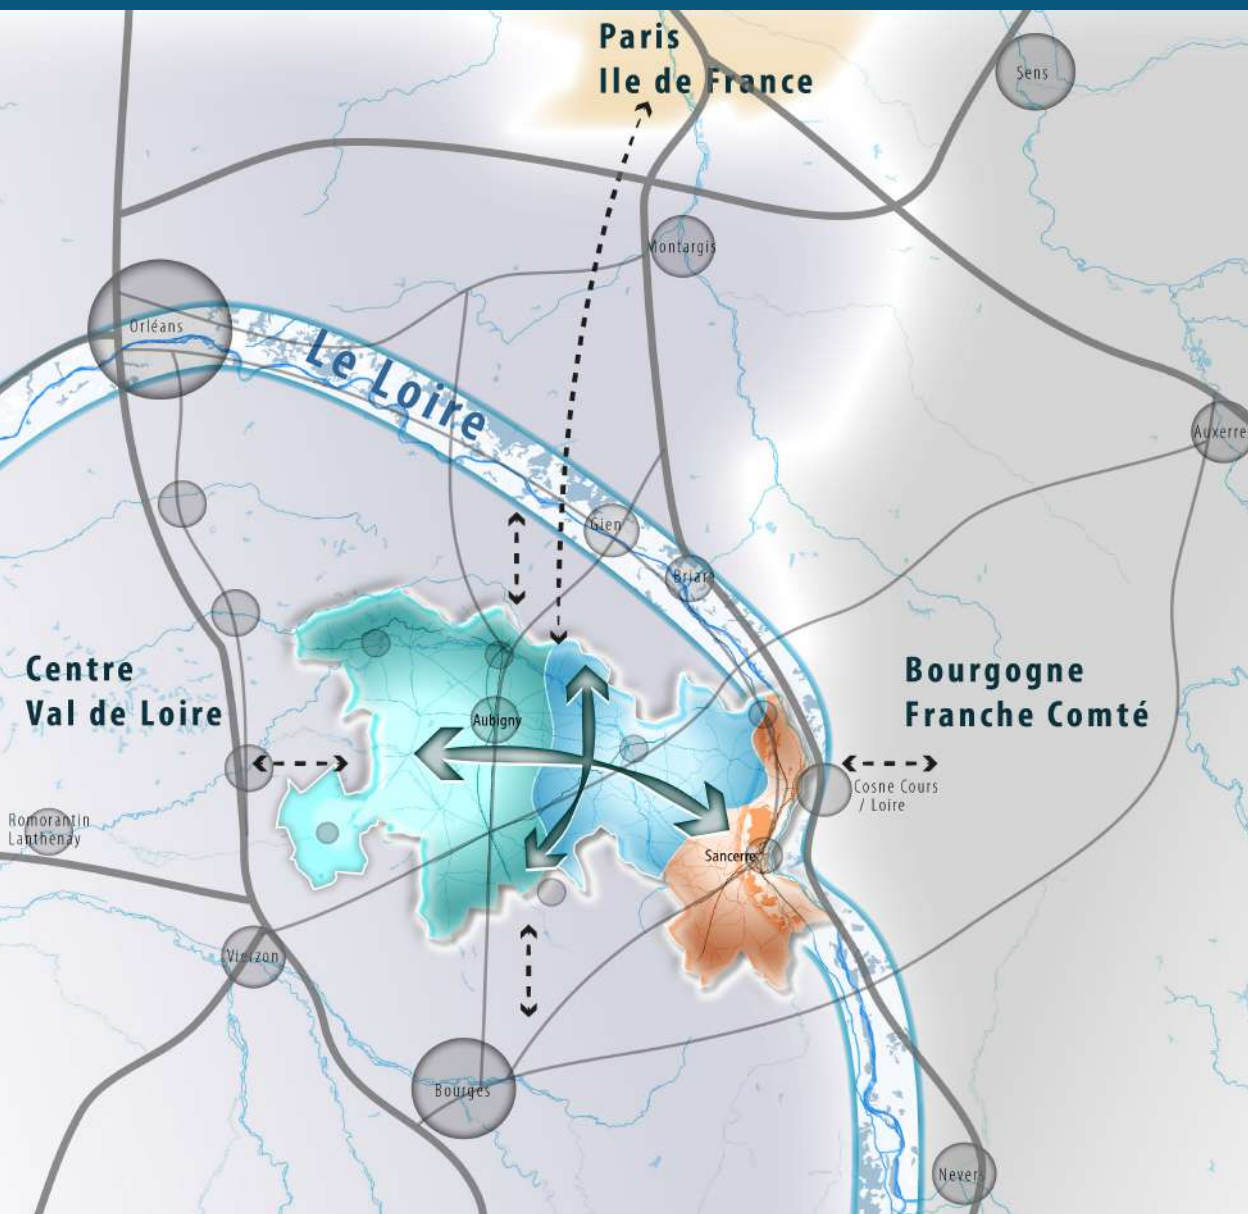 Paris
Ile de France
Sens
Montargis
Orléans
Le Loire
Auxerre
Gien
Briare
Centre
Val de Loire
Bourgogne
Franche Comté
Aubigny
Cosne Cours
/ Loire
Romorantin
Lanthenay
Sancerre
Vierzon
Bourges
Nevers